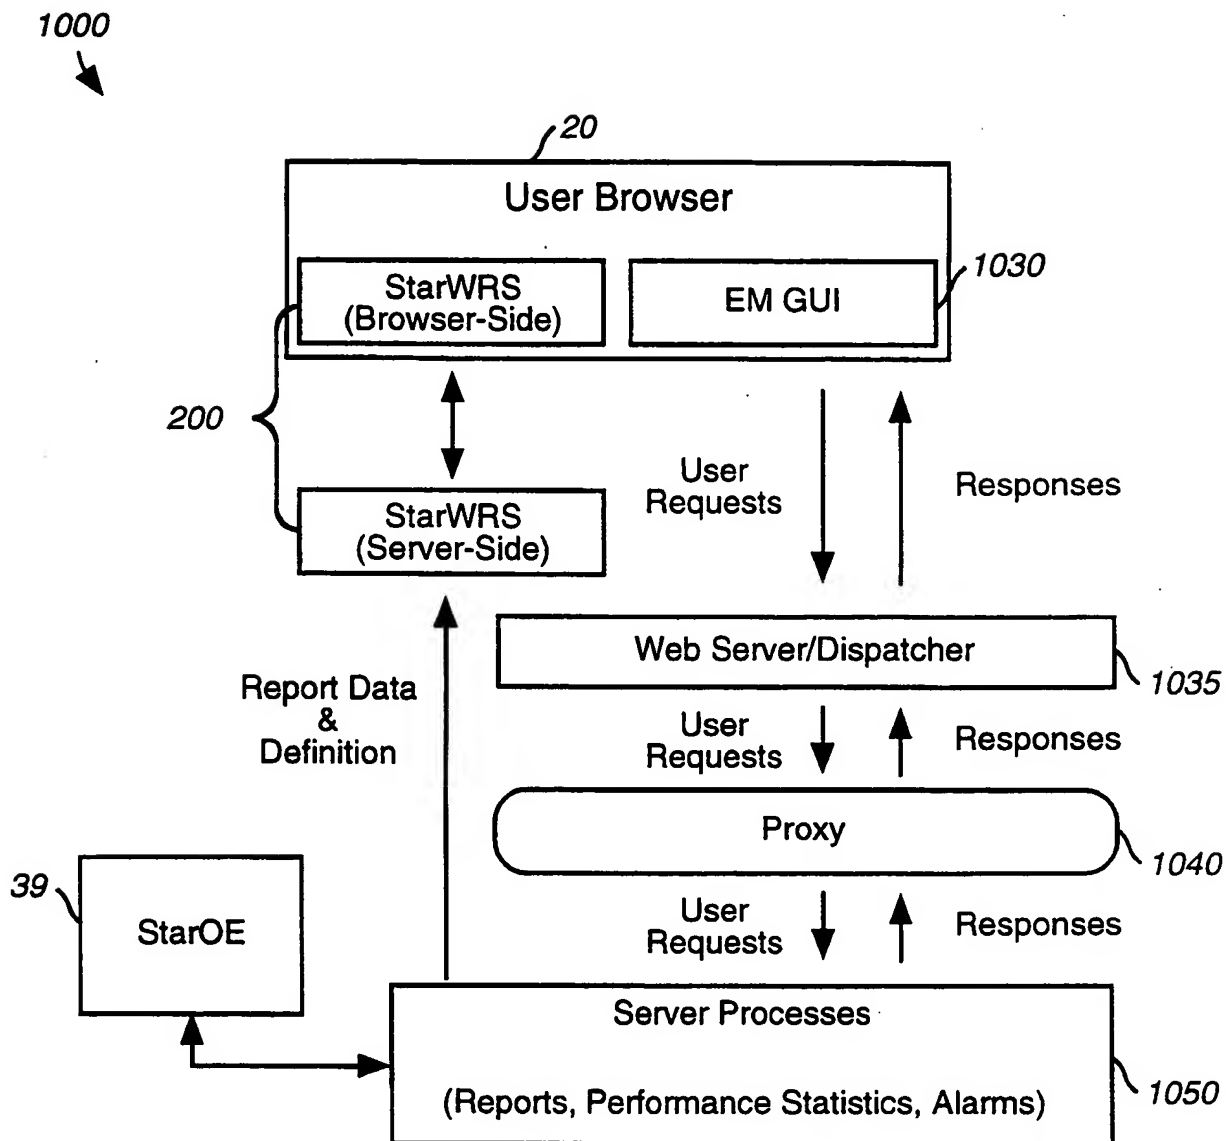 1000
20
User Browser
StarWRS
(Browser-Side)
EM GUI
1030
200
User
Requests
Responses
StarWRS
(Server-Side)
Web Server/Dispatcher
1035
Report Data
&
Definition
User
Requests
Responses
Proxy
1040
39
StarOE
User
Requests
Responses
Server Processes
(Reports, Performance Statistics, Alarms)
1050